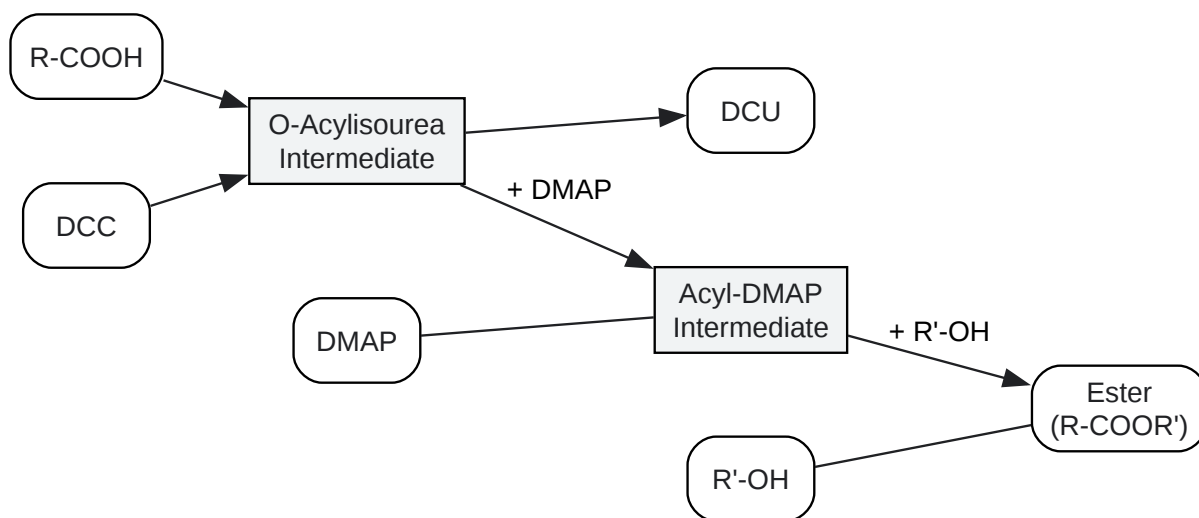 R-COOH
DCC
O-Acylisourea
Intermediate
DCU
+ DMAP
DMAP
Acyl-DMAP
Intermediate
+ R'-OH
Ester
(R-COOR')
R'-OH